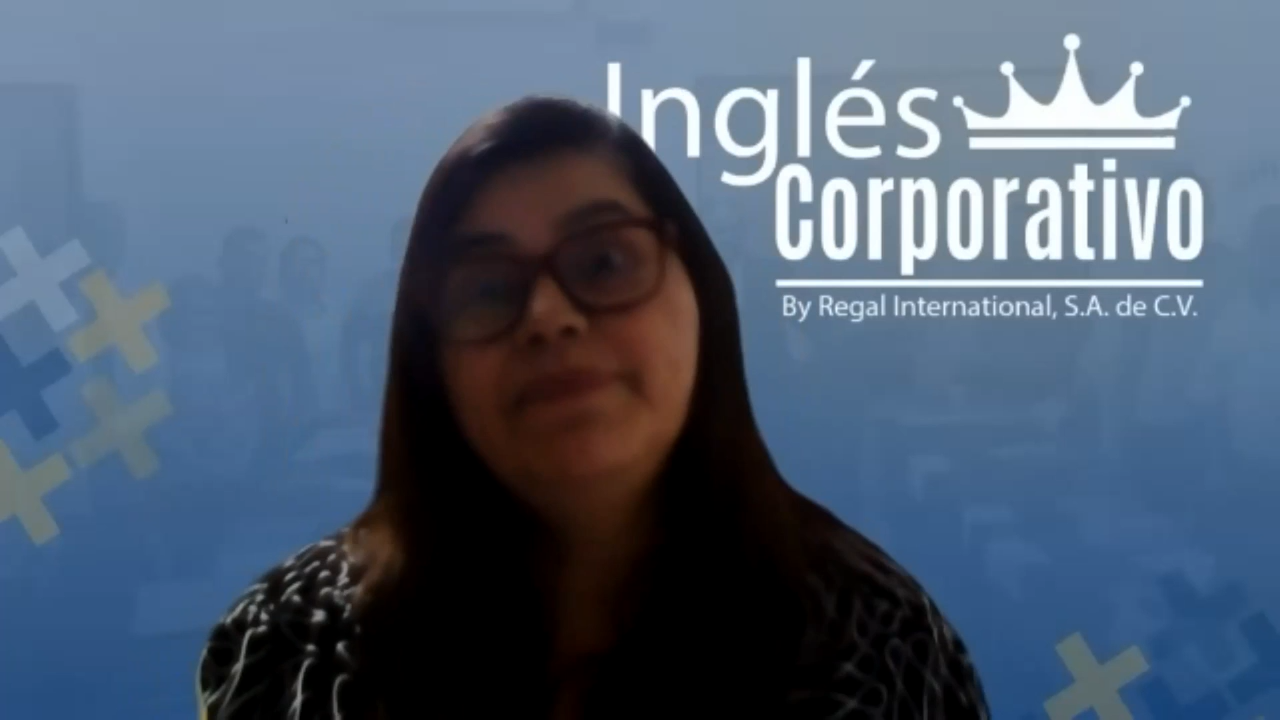 Inglés
Corporativo
By Regal International, S.A. de C.V.